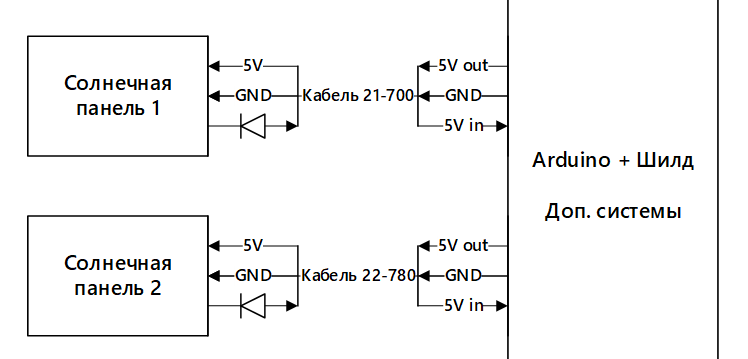 Солнечная
панель 1
5V
GND
Кабель 21-700
5V out
GND
5V in
Arduino + Шилд
Доп. системы
Солнечная
панель 2
5V
GND
Кабель 22-780
5V out
GND
5V in